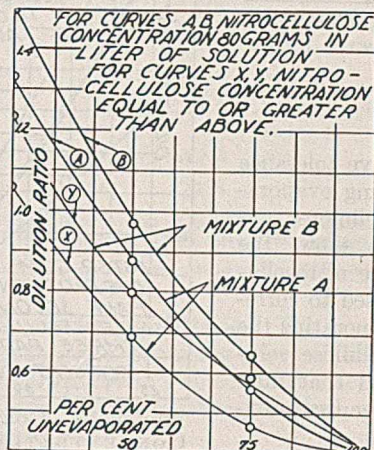 FOR CURVES A,B, NITROCELLULOSE
CONCENTRATION 80 GRAMS IN
LITER OF SOLUTION
FOR CURVES X,Y, NITRO-
CELLULOSE CONCENTRATION
EQUAL TO OR GREATER
THAN ABOVE.
1.4
1.2
A
B
Y
X
1.0
DILUTION RATIO
MIXTURE B
MIXTURE A
0.8
0.6
PER CENT
UNEVAPORATED
50
75
100